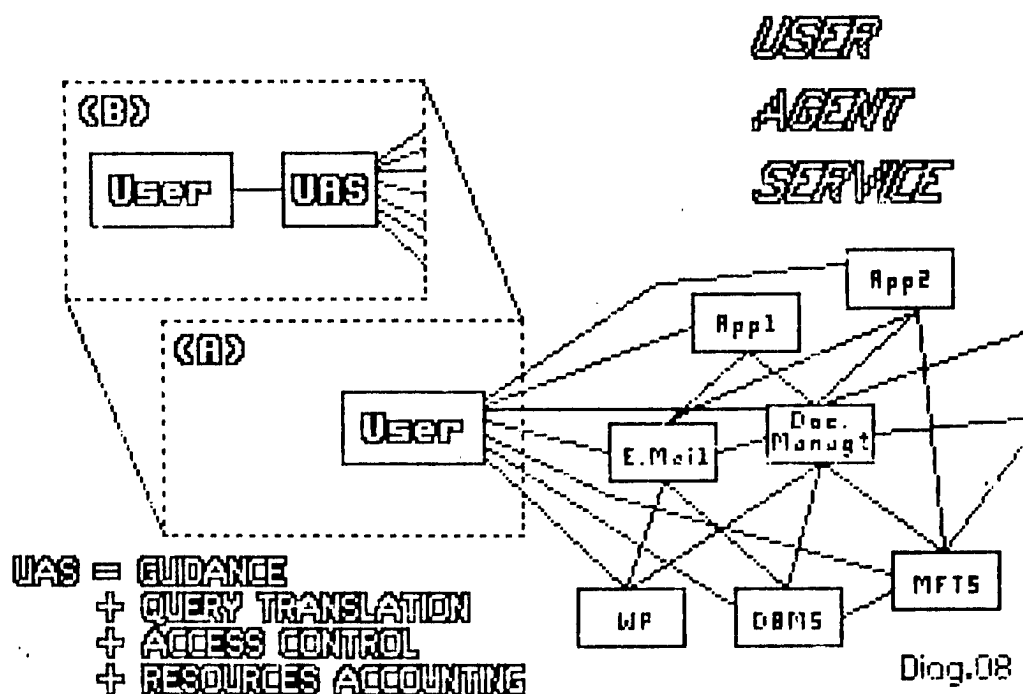 USER
AGENT
SERVICE
(B)
User
UAS
(A)
User
App2
App1
Doc.
Managt
E.Mail
MFTS
WP
DBMS
UAS = GUIDANCE
+ QUERY TRANSLATION
+ ACCESS CONTROL
+ RESOURCES ACCOUNTING
Diag.08